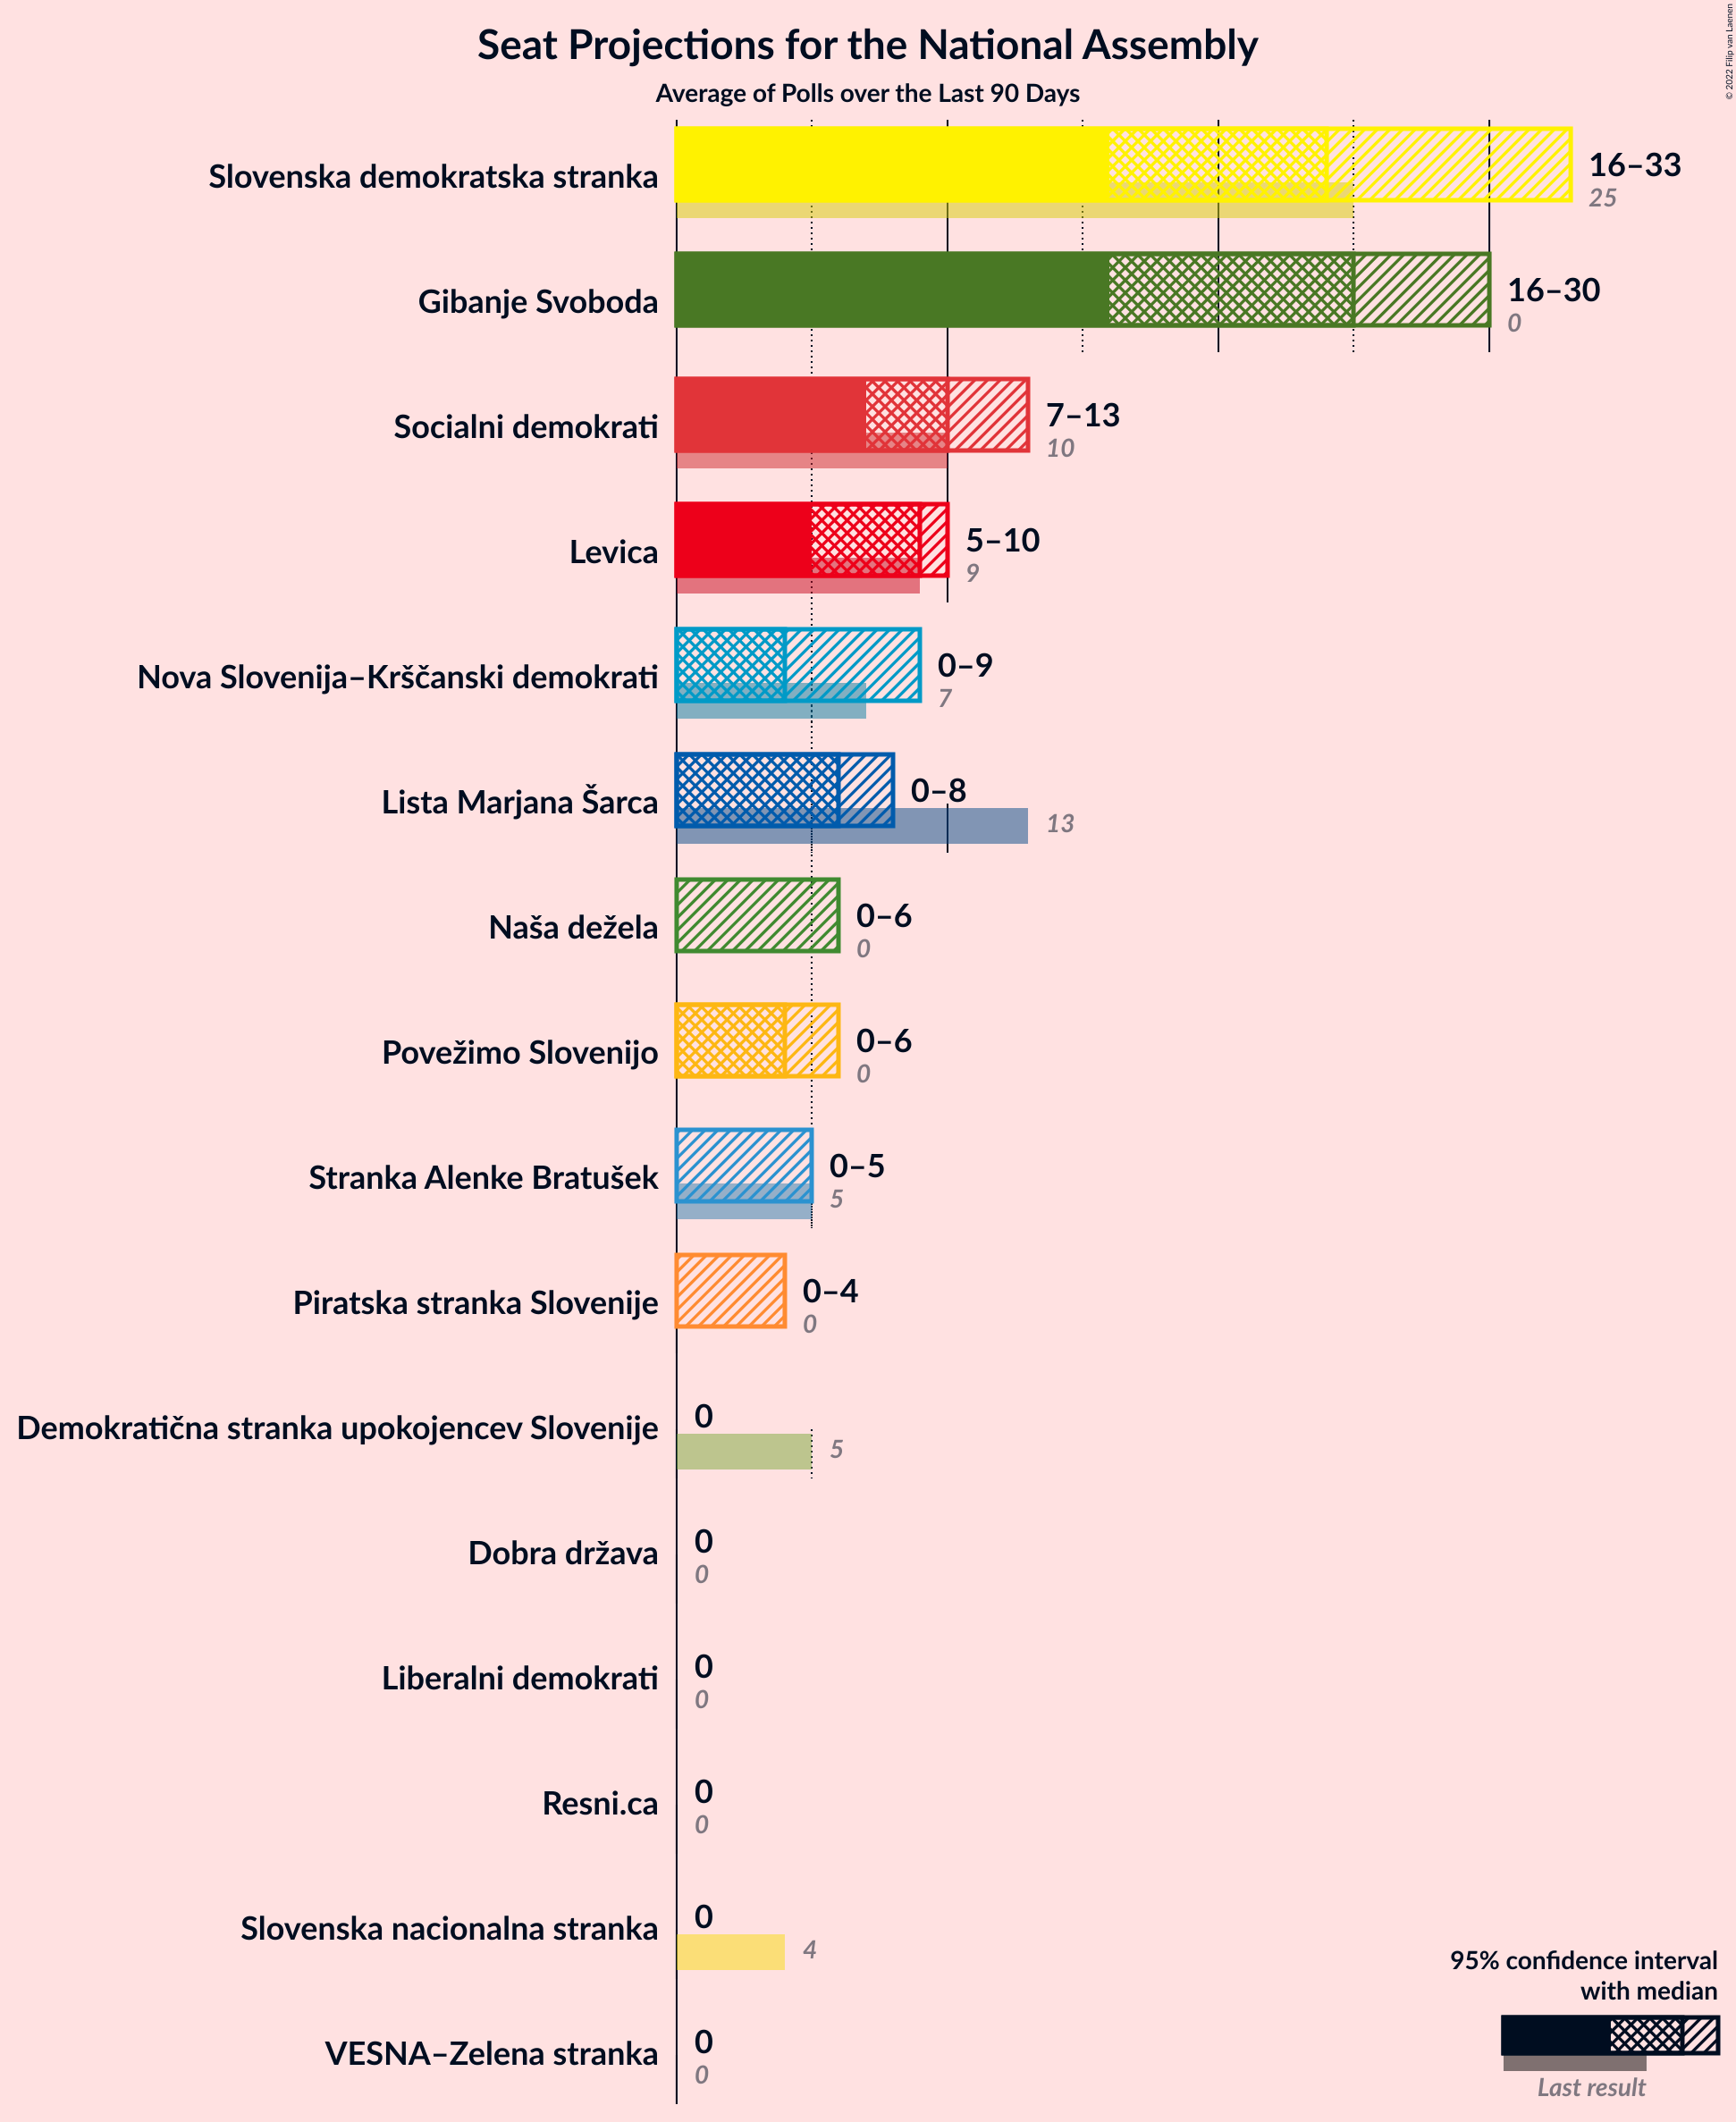 Seat Projections for the National Assembly
Average of Polls over the Last 90 Days
© 2022 Filip van Laenen
Slovenska demokratska stranka
16–33
25
Gibanje Svoboda
16–30
0
Socialni demokrati
7–13
10
Levica
5–10
9
Nova Slovenija–Krščanski demokrati
0–9
7
Lista Marjana Šarca
0–8
13
Naša dežela
0–6
0
Povežimo Slovenijo
0–6
0
Stranka Alenke Bratušek
0–5
5
Piratska stranka Slovenije
0–4
0
Demokratična stranka upokojencev Slovenije
0
5
Dobra država
0
0
Liberalni demokrati
0
0
Resni.ca
0
0
Slovenska nacionalna stranka
0
4
VESNA–Zelena stranka
0
0
95% confidence interval
with median
Last result